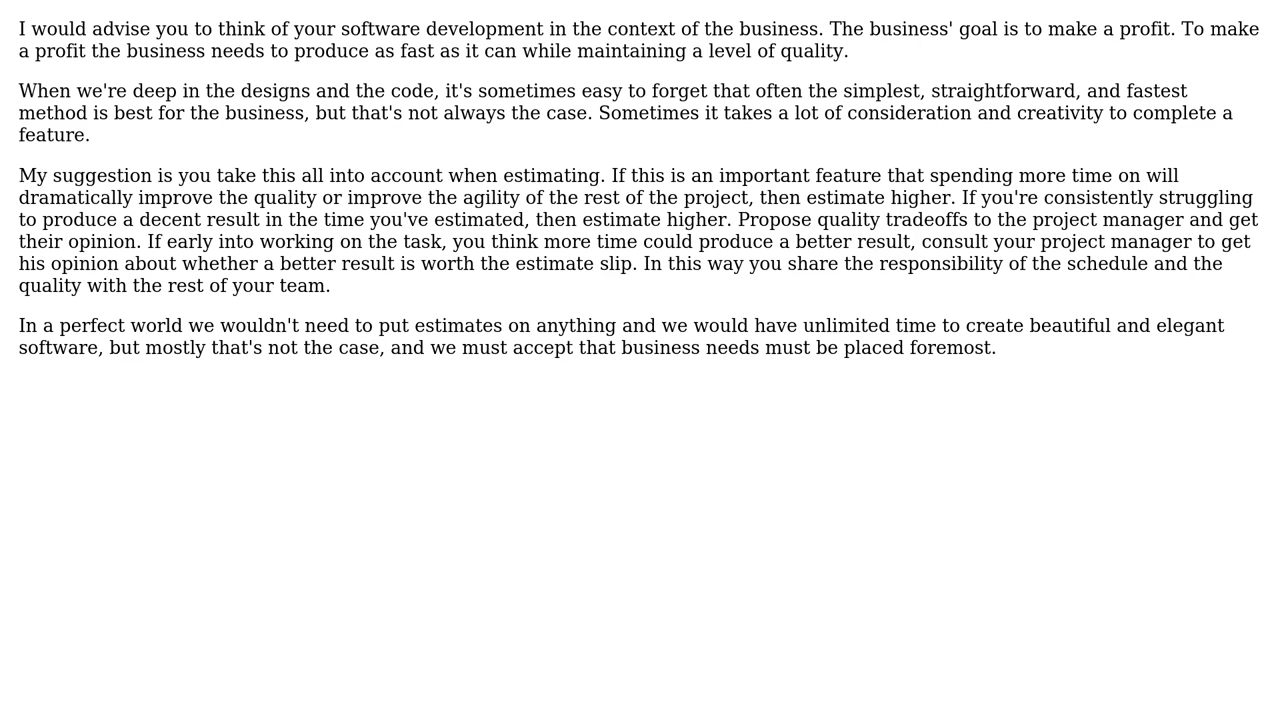 I would advise you to think of your software development in the context of the business. The business' goal is to make a profit. To make
a profit the business needs to produce as fast as it can while maintaining a level of quality.
When we're deep in the designs and the code, it's sometimes easy to forget that often the simplest, straightforward, and fastest
method is best for the business, but that's not always the case. Sometimes it takes a lot of consideration and creativity to complete a
feature.
My suggestion is you take this all into account when estimating. If this is an important feature that spending more time on will
dramatically improve the quality or improve the agility of the rest of the project, then estimate higher. If you're consistently struggling
to produce a decent result in the time you've estimated, then estimate higher. Propose quality tradeoffs to the project manager and get
their opinion. If early into working on the task, you think more time could produce a better result, consult your project manager to get
his opinion about whether a better result is worth the estimate slip. In this way you share the responsibility of the schedule and the
quality with the rest of your team.
In a perfect world we wouldn't need to put estimates on anything and we would have unlimited time to create beautiful and elegant
software, but mostly that's not the case, and we must accept that business needs must be placed foremost.